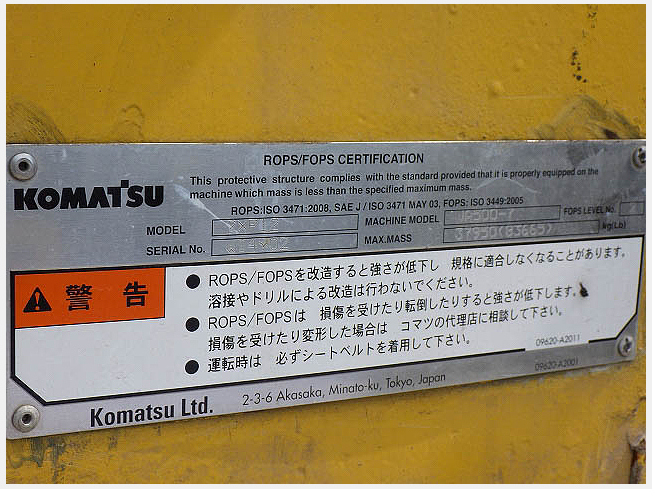 ROPS/FOPS CERTIFICATION
KOMATSU
This protective structure complies with the standard provided that it is properly equipped on the
machine which mass is less than the specified maximum mass.
ROPS:ISO 3471:2008, SAE J / ISO 3471 MAY 03, FOPS: ISO 3449:2005
MODEL MACHINE MODEL FOPS LEVEL No.
SERIAL No. MAX.MASS 37850(83665) kg(Lb)
警告
● ROPS/FOPSを改造すると強さが低下し 規格に適合しなくなることがあります。
溶接やドリルによる改造は行わないでください。
● ROPS/FOPSは 損傷を受けたり転倒したりすると強さが低下します。
損傷を受けたり変形した場合は コマツの代理店に相談して下さい。
● 運転時は 必ずシートベルトを着用して下さい。
09620-A2011
09620-A2001
Komatsu Ltd. 2-3-6 Akasaka, Minato-ku, Tokyo, Japan